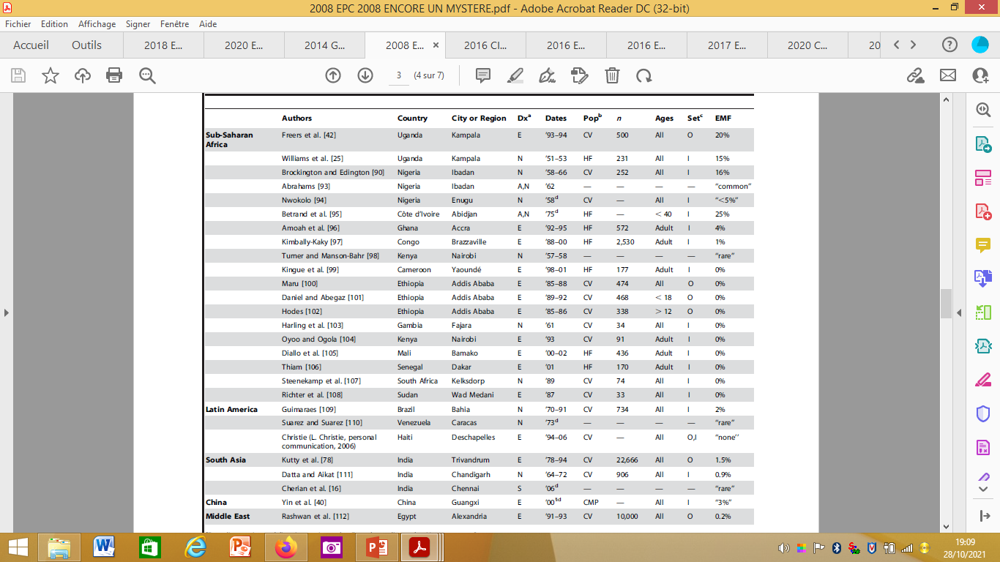 2008 EPC 2008 ENCORE UN MYSTERE.pdf - Adobe Acrobat Reader DC (32-bit)
Fichier Edition Affichage Signer Fenêtre Aide
Accueil Outils 2018 E... 2020 E... 2014 G... 2008 E... × 2016 Cl... 2016 E... 2016 E... 2017 E... 2020 C... 20
3 (4 sur 7)
Authors Country City or Region Dxa Dates Popb n Ages Setc EMF
Sub-Saharan Africa Freers et al. [42] Uganda Kampala E '93–94 CV 500 All O 20%
Williams et al. [25] Uganda Kampala N '51–53 HF 231 All I 15%
Brockington and Edington [90] Nigeria Ibadan N '58–66 CV 252 All I 16%
Abrahams [93] Nigeria Ibadan A,N '62 — — — — “common”
Nwokolo [94] Nigeria Enugu N '58d CV — All I “<5%”
Betrand et al. [95] Côte d'Ivoire Abidjan A,N '75d HF — < 40 I 25%
Amoah et al. [96] Ghana Accra E '92–95 HF 572 Adult I 4%
Kimbally-Kaky [97] Congo Brazzaville E '88–00 HF 2,530 Adult I 1%
Turner and Manson-Bahr [98] Kenya Nairobi N '57–58 — — — — “rare”
Kingue et al. [99] Cameroon Yaoundé E '98–01 HF 177 Adult I 0%
Maru [100] Ethiopia Addis Ababa E '85–88 CV 474 All O 0%
Daniel and Abegaz [101] Ethiopia Addis Ababa E '89–92 CV 468 < 18 O 0%
Hodes [102] Ethiopia Addis Ababa E '85–86 CV 338 > 12 O 0%
Harling et al. [103] Gambia Fajara N '61 CV 34 All I 0%
Oyoo and Ogola [104] Kenya Nairobi E '93 CV 91 Adult I 0%
Diallo et al. [105] Mali Bamako E '00–02 HF 436 Adult I 0%
Thiam [106] Senegal Dakar E '01 HF 170 Adult I 0%
Steenekamp et al. [107] South Africa Kelksdorp N '89 CV 74 All I 0%
Richter et al. [108] Sudan Wad Medani E '87 CV 33 All I 0%
Latin America Guimaraes [109] Brazil Bahia N '70–91 CV 734 All I 2%
Suarez and Suarez [110] Venezuela Caracas N '73d — — — — “rare”
Christie (L. Christie, personal communication, 2006) Haiti Deschapelles E '94–06 CV — All O,I “none’’
South Asia Kutty et al. [78] India Trivandrum E '78–94 CV 22,666 All O 1.5%
Datta and Aikat [111] India Chandigarh N '64–72 CV 906 All I 0.9%
Cherian et al. [16] India Chennai S '06d — — — — “rare”
China Yin et al. [40] China Guangxi E '00 CMP — All I “3%”
Middle East Rashwan et al. [112] Egypt Alexandria E '91–93 CV 10,000 All O 0.2%
19:09
28/10/2021